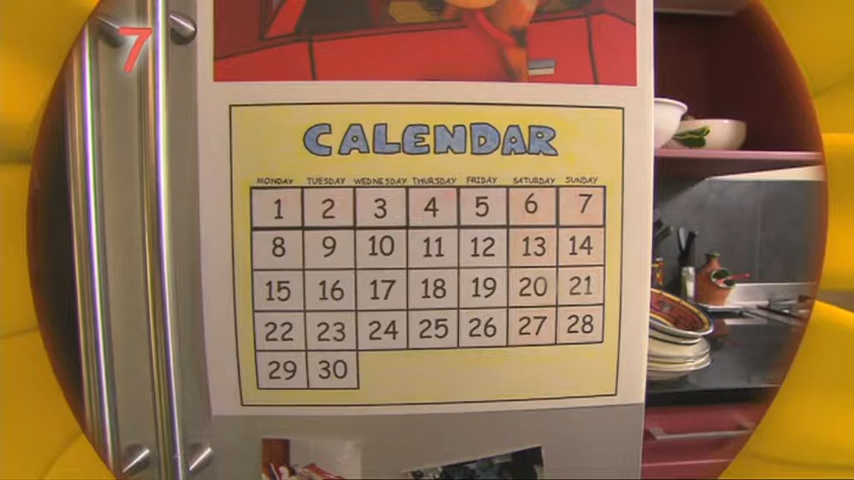 7
CALENDAR
MONDAY TUESDAY WEDNESDAY THURSDAY FRIDAY SATURDAY SUNDAY
1 2 3 4 5 6 7
8 9 10 11 12 13 14
15 16 17 18 19 20 21
22 23 24 25 26 27 28
29 30